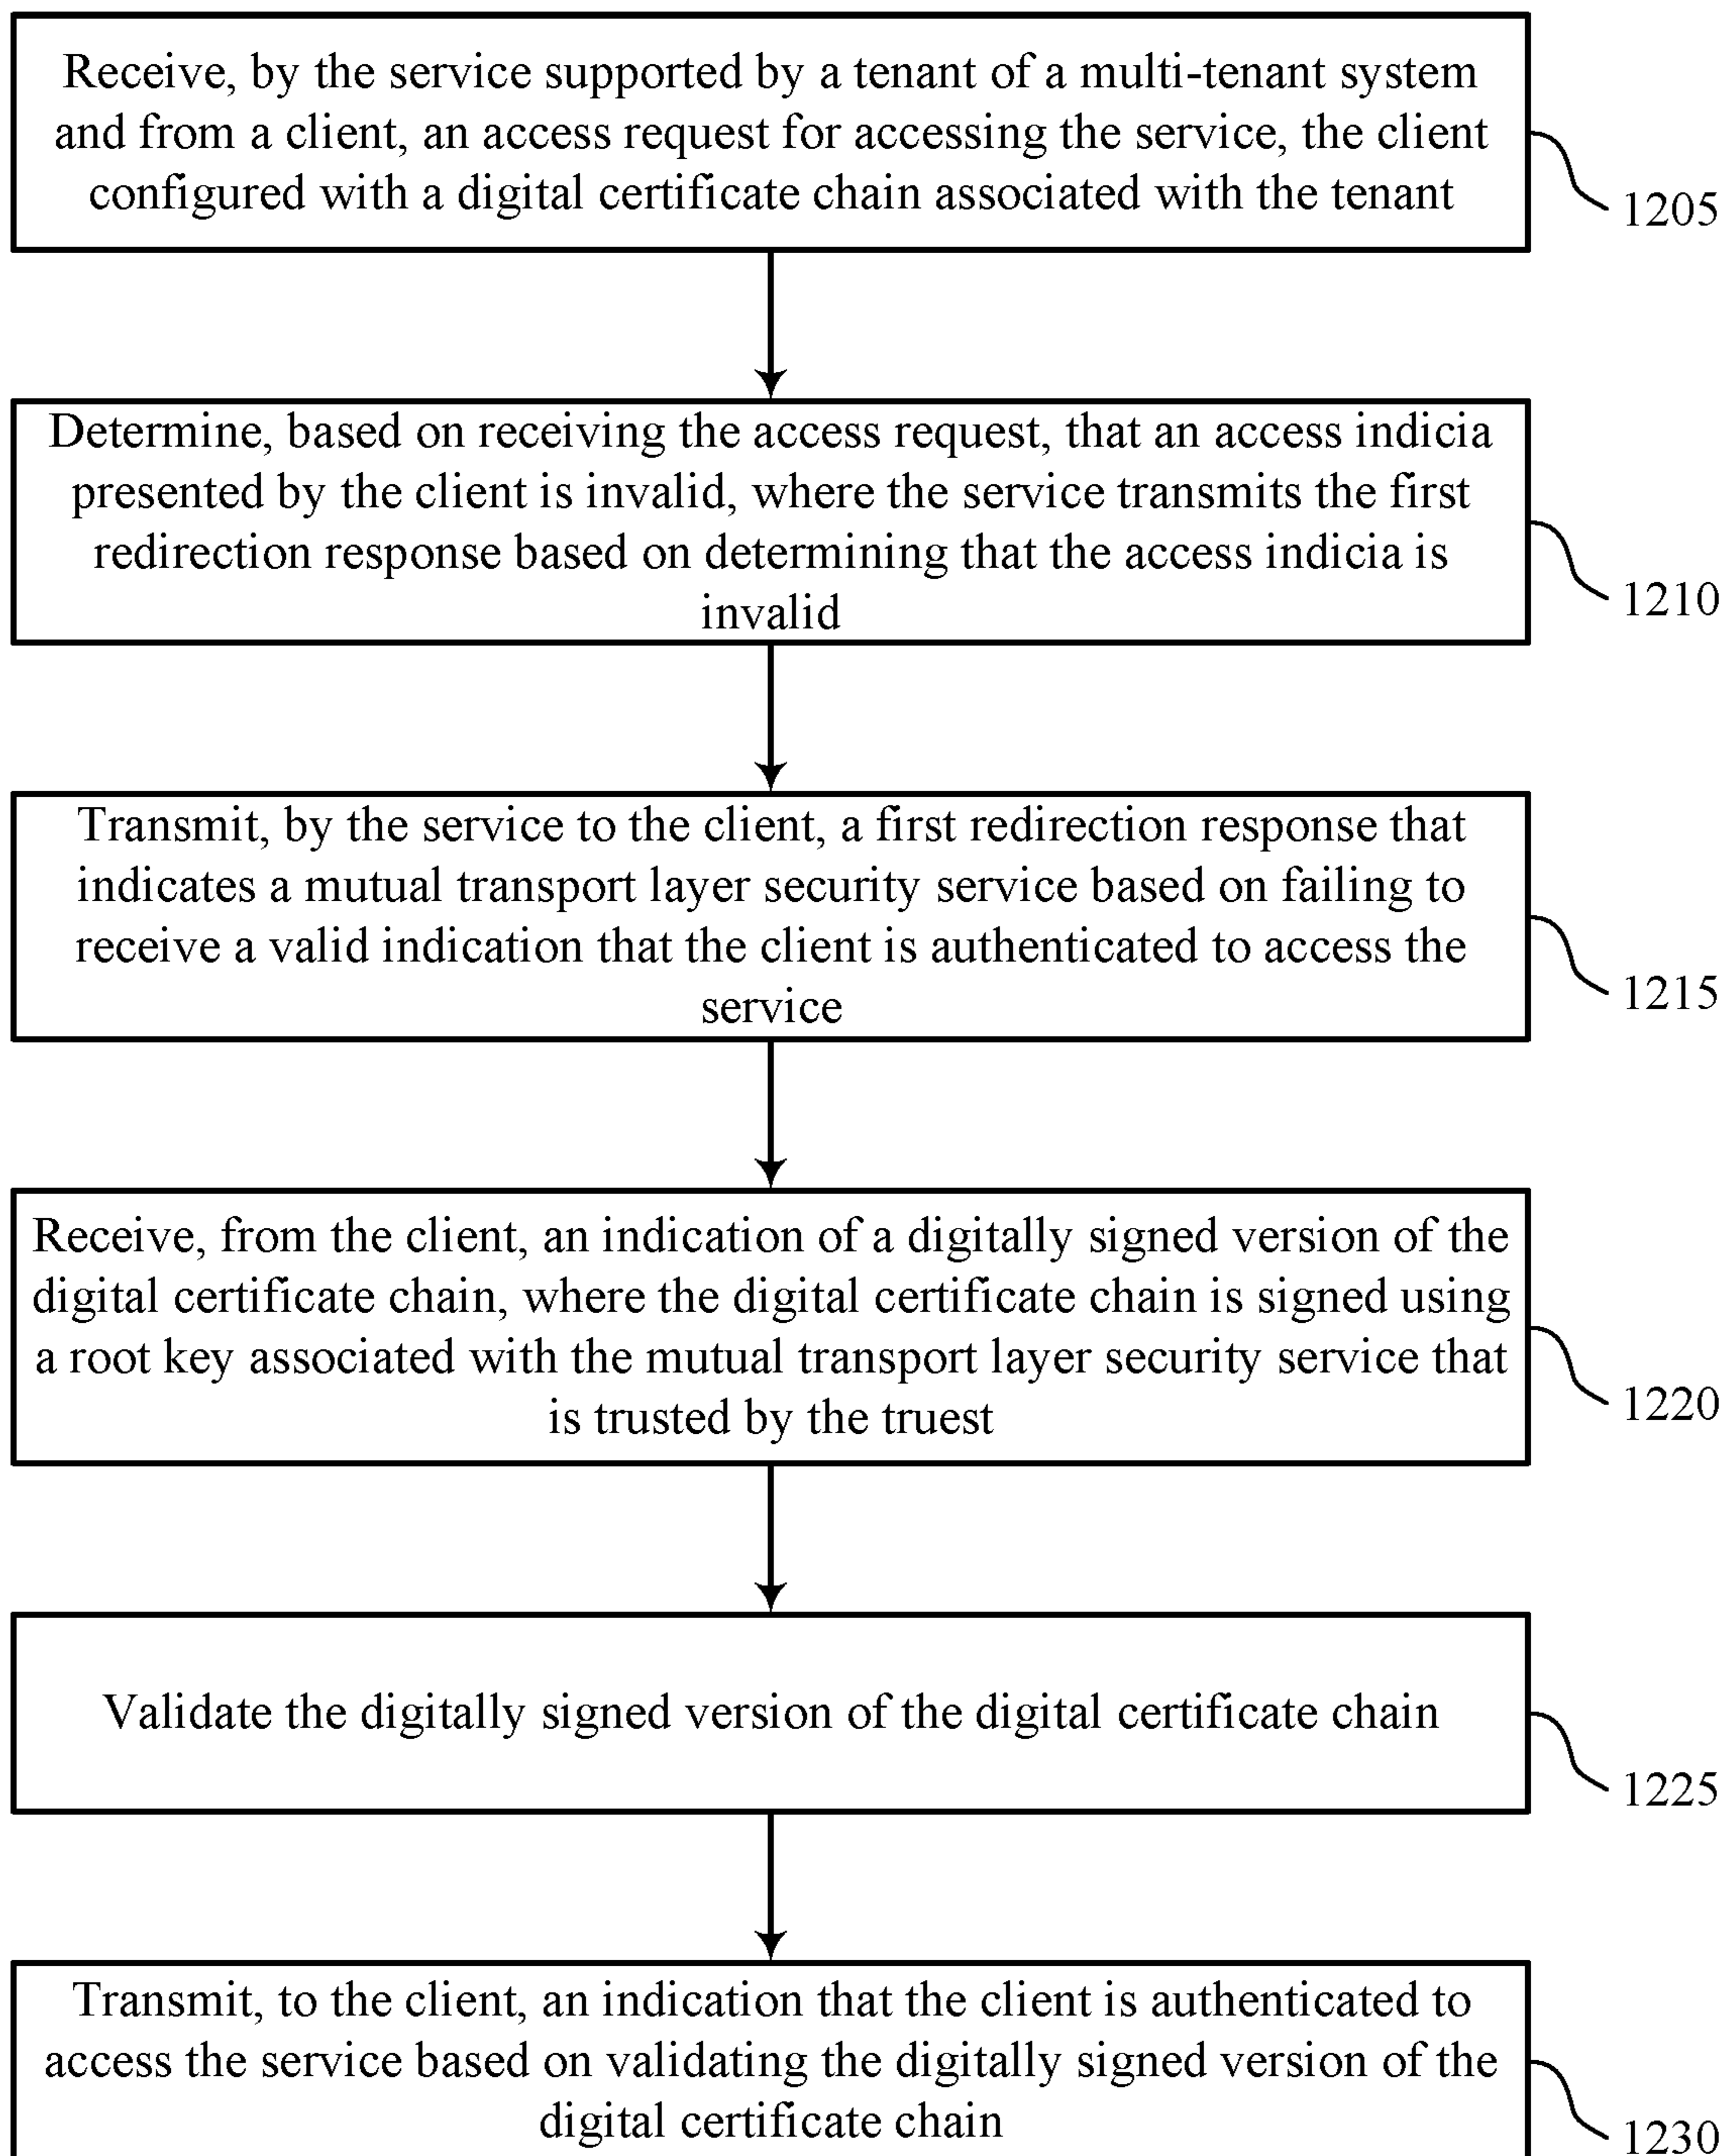 Receive, by the service supported by a tenant of a multi-tenant system
and from a client, an access request for accessing the service, the client
configured with a digital certificate chain associated with the tenant
1205
Determine, based on receiving the access request, that an access indicia
presented by the client is invalid, where the service transmits the first
redirection response based on determining that the access indicia is
invalid
1210
Transmit, by the service to the client, a first redirection response that
indicates a mutual transport layer security service based on failing to
receive a valid indication that the client is authenticated to access the
service
1215
Receive, from the client, an indication of a digitally signed version of the
digital certificate chain, where the digital certificate chain is signed using
a root key associated with the mutual transport layer security service that
is trusted by the truest
1220
Validate the digitally signed version of the digital certificate chain
1225
Transmit, to the client, an indication that the client is authenticated to
access the service based on validating the digitally signed version of the
digital certificate chain
1230